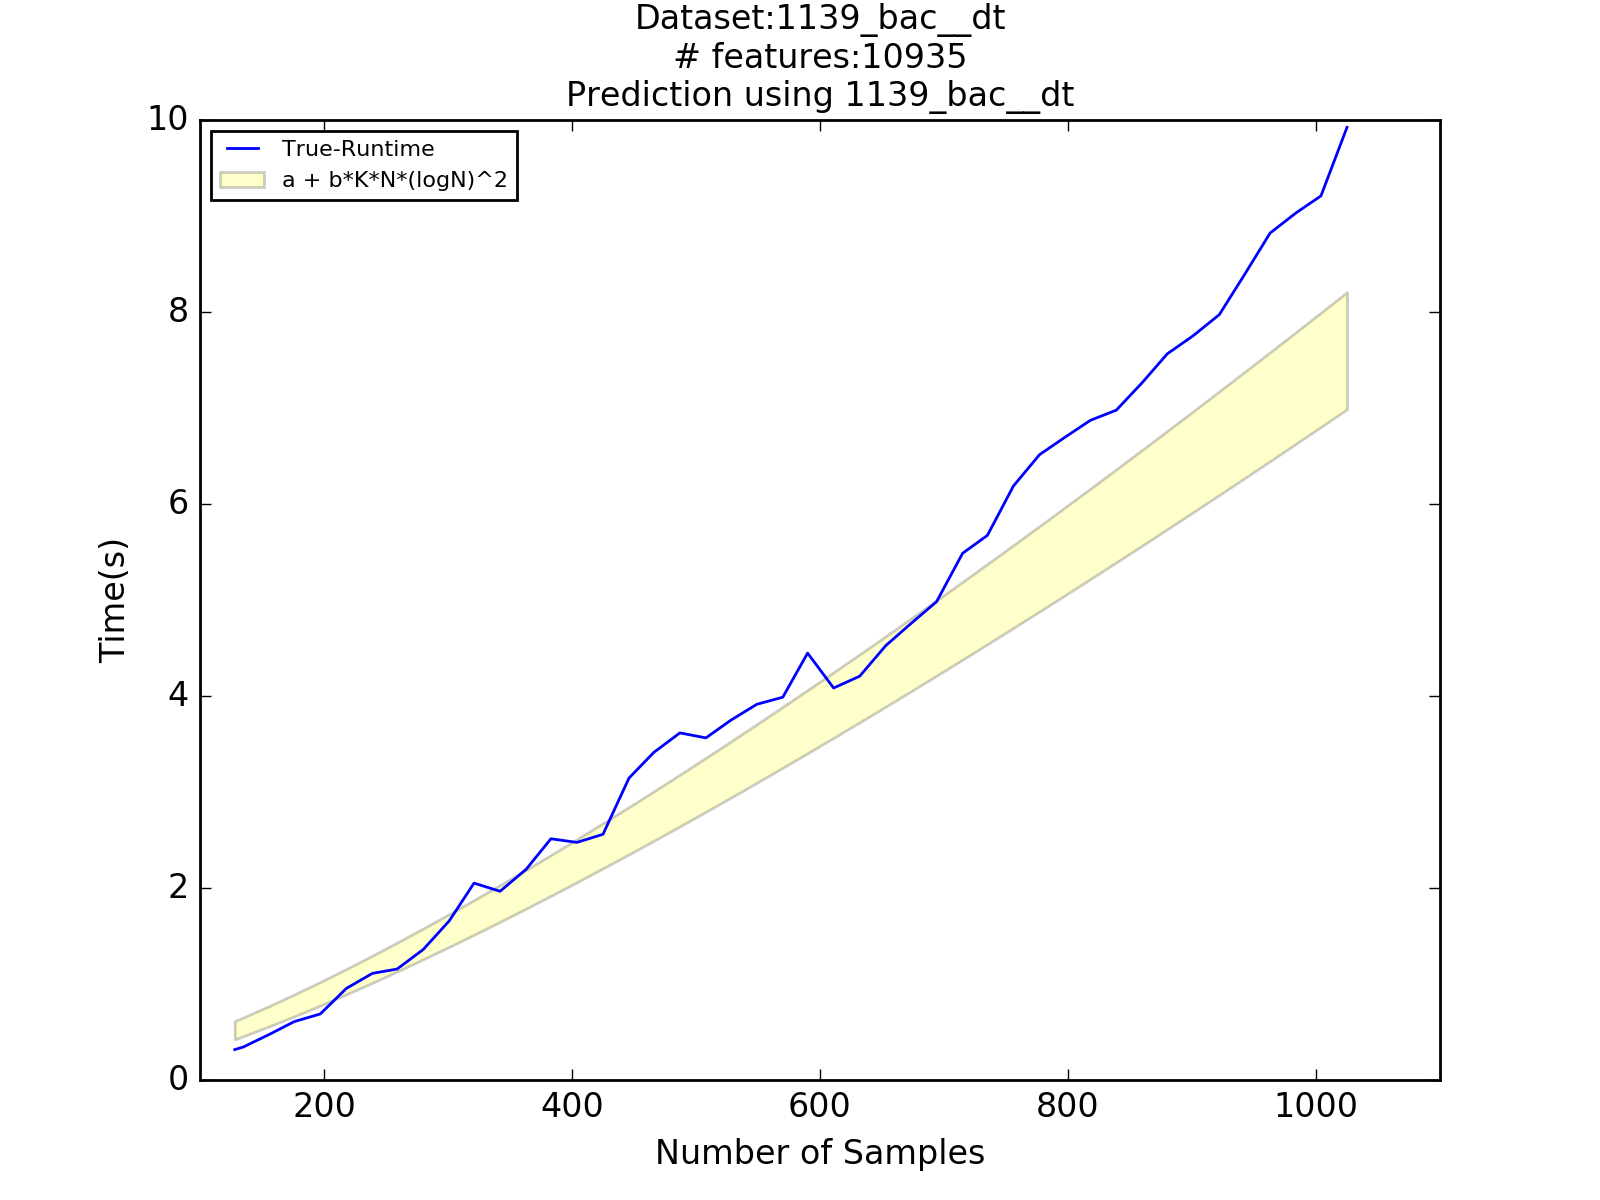 Dataset:1139_bac__dt
# features:10935
Prediction using 1139_bac__dt
True-Runtime
a + b*K*N*(logN)^2
10
8
6
4
2
0
Time(s)
200 400 600 800 1000
Number of Samples